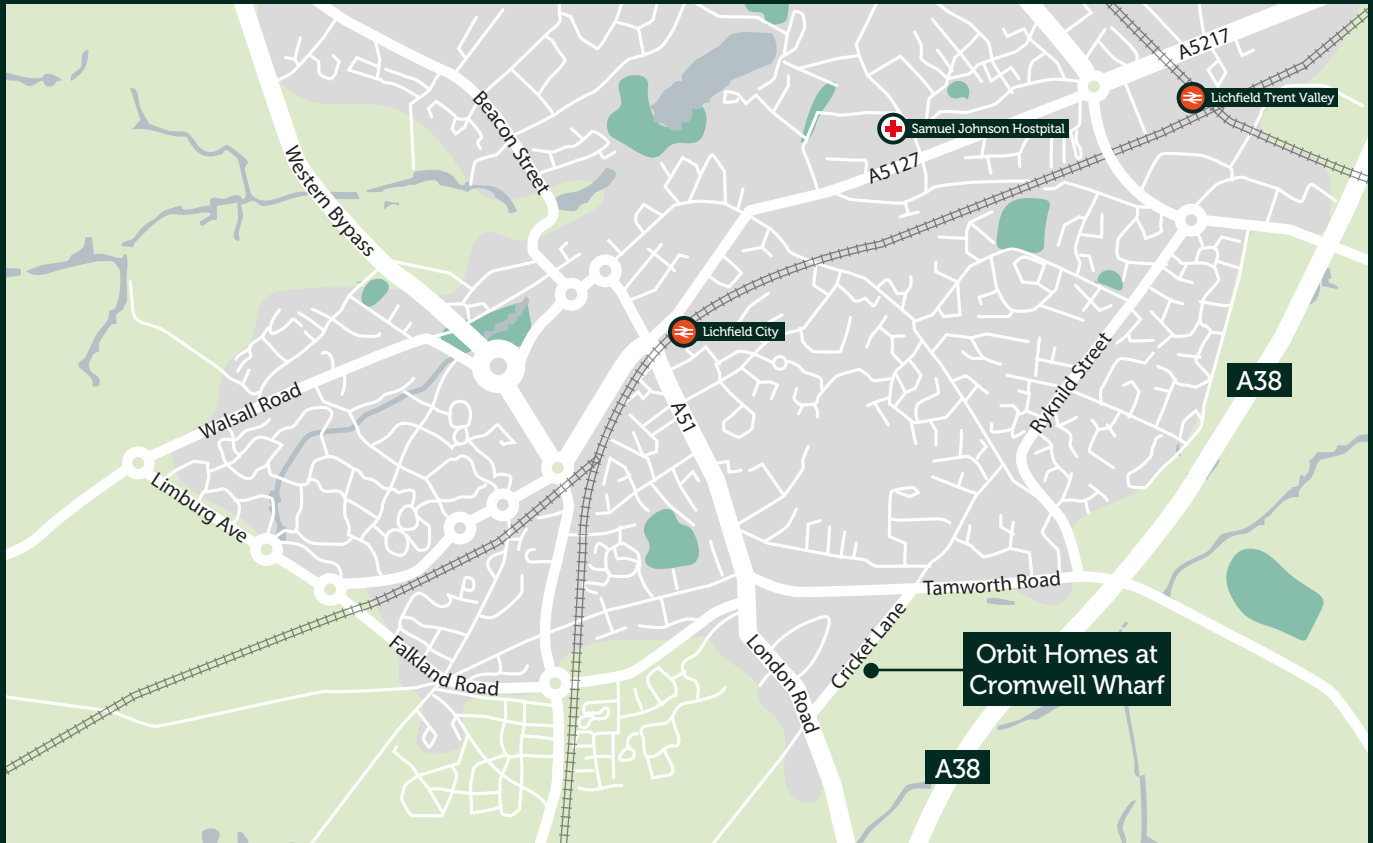 A5217
Lichfield Trent Valley
Beacon Street
Samuel Johnson Hostpital
A5127
Western Bypass
Lichfield City
Ryknild Street
A38
Walsall Road
A51
Limburg Ave
Tamworth Road
Cricket Lane
Falkland Road
London Road
Orbit Homes at
Cromwell Wharf
A38